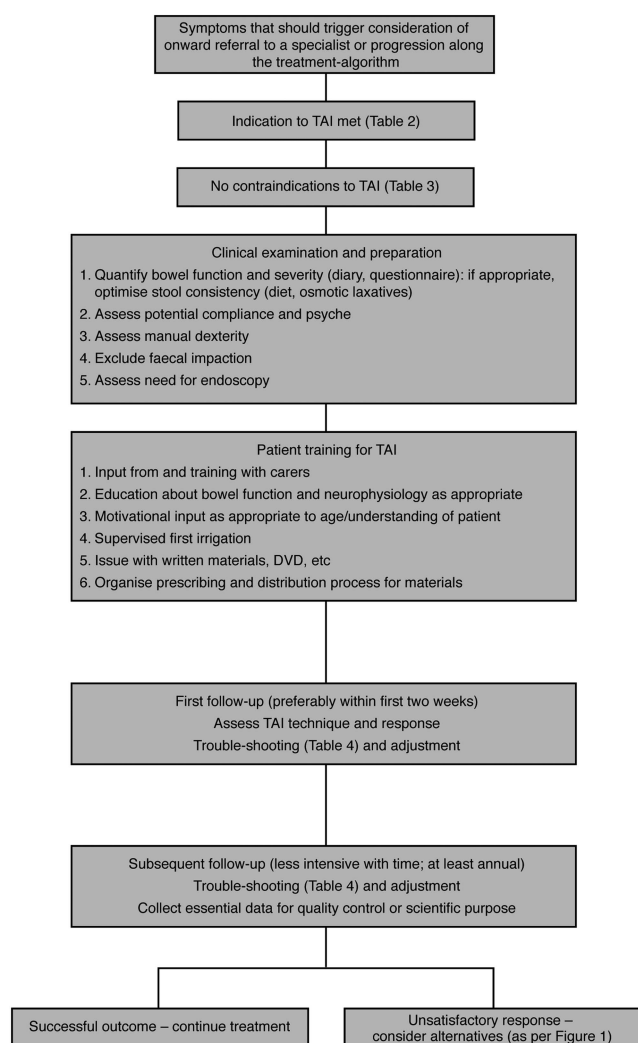 Symptoms that should trigger consideration of
onward referral to a specialist or progression along
the treatment-algorithm
Indication to TAI met (Table 2)
No contraindications to TAI (Table 3)
Clinical examination and preparation
1. Quantify bowel function and severity (diary, questionnaire): if appropriate,
optimise stool consistency (diet, osmotic laxatives)
2. Assess potential compliance and psyche
3. Assess manual dexterity
4. Exclude faecal impaction
5. Assess need for endoscopy
Patient training for TAI
1. Input from and training with carers
2. Education about bowel function and neurophysiology as appropriate
3. Motivational input as appropriate to age/understanding of patient
4. Supervised first irrigation
5. Issue with written materials, DVD, etc
6. Organise prescribing and distribution process for materials
First follow-up (preferably within first two weeks)
Assess TAI technique and response
Trouble-shooting (Table 4) and adjustment
Subsequent follow-up (less intensive with time; at least annual)
Trouble-shooting (Table 4) and adjustment
Collect essential data for quality control or scientific purpose
Successful outcome – continue treatment
Unsatisfactory response –
consider alternatives (as per Figure 1)